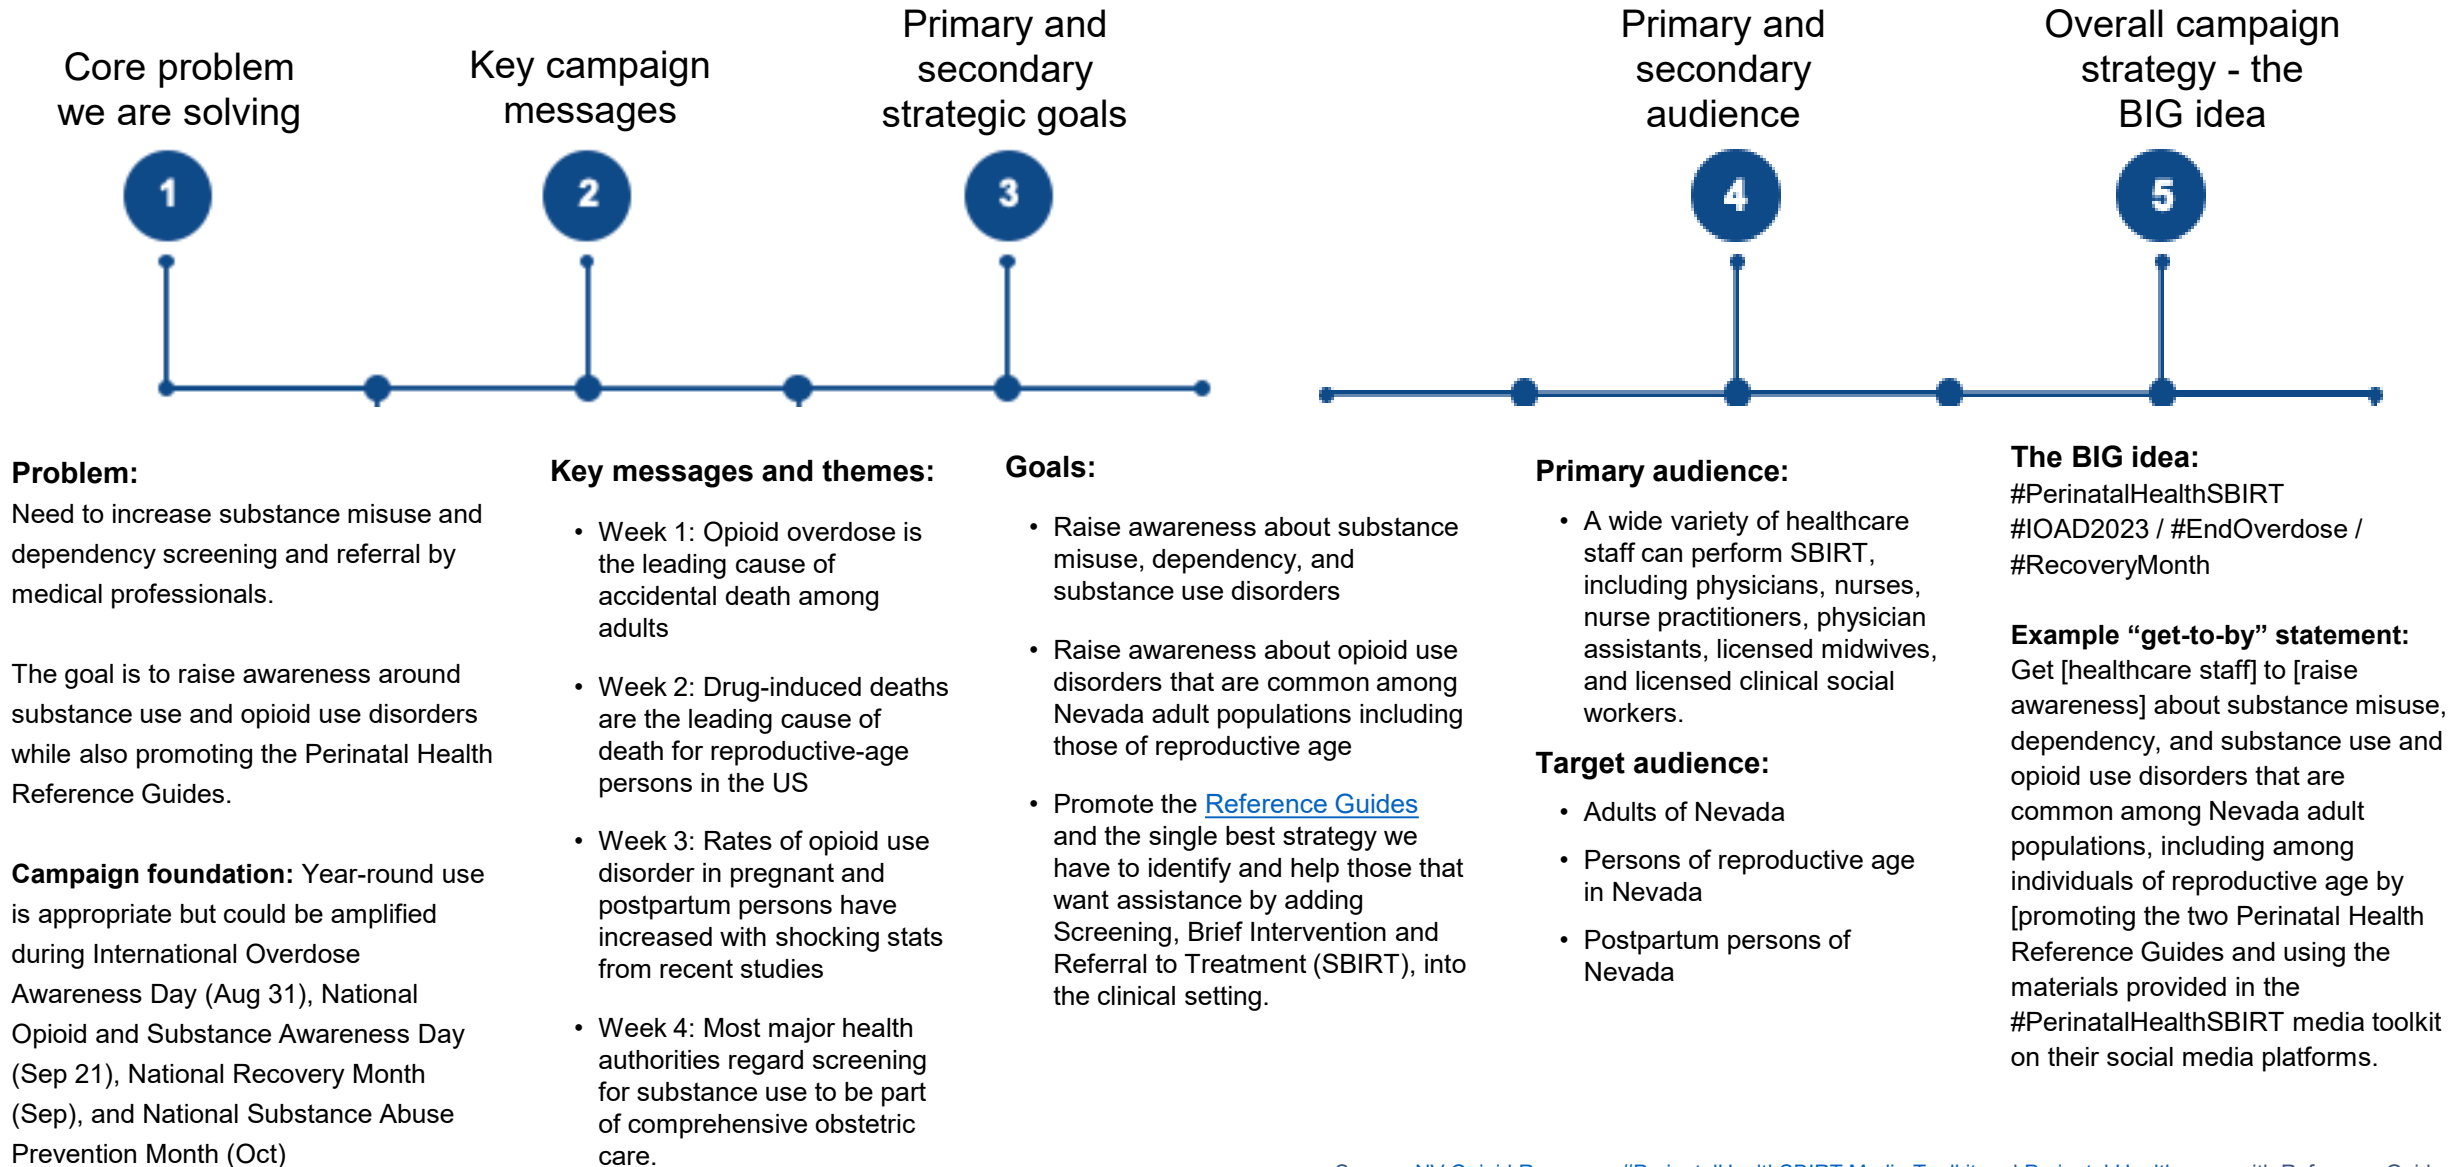 Core problem
we are solving
Key campaign
messages
Primary and
secondary
strategic goals
Primary and
secondary
audience
Overall campaign
strategy - the
BIG idea
1
2
3
4
5
Problem:
Need to increase substance misuse and
dependency screening and referral by
medical professionals.
The goal is to raise awareness around
substance use and opioid use disorders
while also promoting the Perinatal Health
Reference Guides.
Campaign foundation: Year-round use
is appropriate but could be amplified
during International Overdose
Awareness Day (Aug 31), National
Opioid and Substance Awareness Day
(Sep 21), National Recovery Month
(Sep), and National Substance Abuse
Prevention Month (Oct)
Key messages and themes:
• Week 1: Opioid overdose is
the leading cause of
accidental death among
adults
• Week 2: Drug-induced deaths
are the leading cause of
death for reproductive-age
persons in the US
• Week 3: Rates of opioid use
disorder in pregnant and
postpartum persons have
increased with shocking stats
from recent studies
• Week 4: Most major health
authorities regard screening
for substance use to be part
of comprehensive obstetric
care.
Goals:
• Raise awareness about substance
misuse, dependency, and
substance use disorders
• Raise awareness about opioid use
disorders that are common among
Nevada adult populations including
those of reproductive age
• Promote the Reference Guides
and the single best strategy we
have to identify and help those that
want assistance by adding
Screening, Brief Intervention and
Referral to Treatment (SBIRT), into
the clinical setting.
Primary audience:
• A wide variety of healthcare
staff can perform SBIRT,
including physicians, nurses,
nurse practitioners, physician
assistants, licensed midwives,
and licensed clinical social
workers.
Target audience:
• Adults of Nevada
• Persons of reproductive age
in Nevada
• Postpartum persons of
Nevada
The BIG idea:
#PerinatalHealthSBIRT
#IOAD2023 / #EndOverdose /
#RecoveryMonth
Example “get-to-by” statement:
Get [healthcare staff] to [raise
awareness] about substance misuse,
dependency, and substance use and
opioid use disorders that are
common among Nevada adult
populations, including among
individuals of reproductive age by
[promoting the two Perinatal Health
Reference Guides and using the
materials provided in the
#PerinatalHealthSBIRT media toolkit
on their social media platforms.